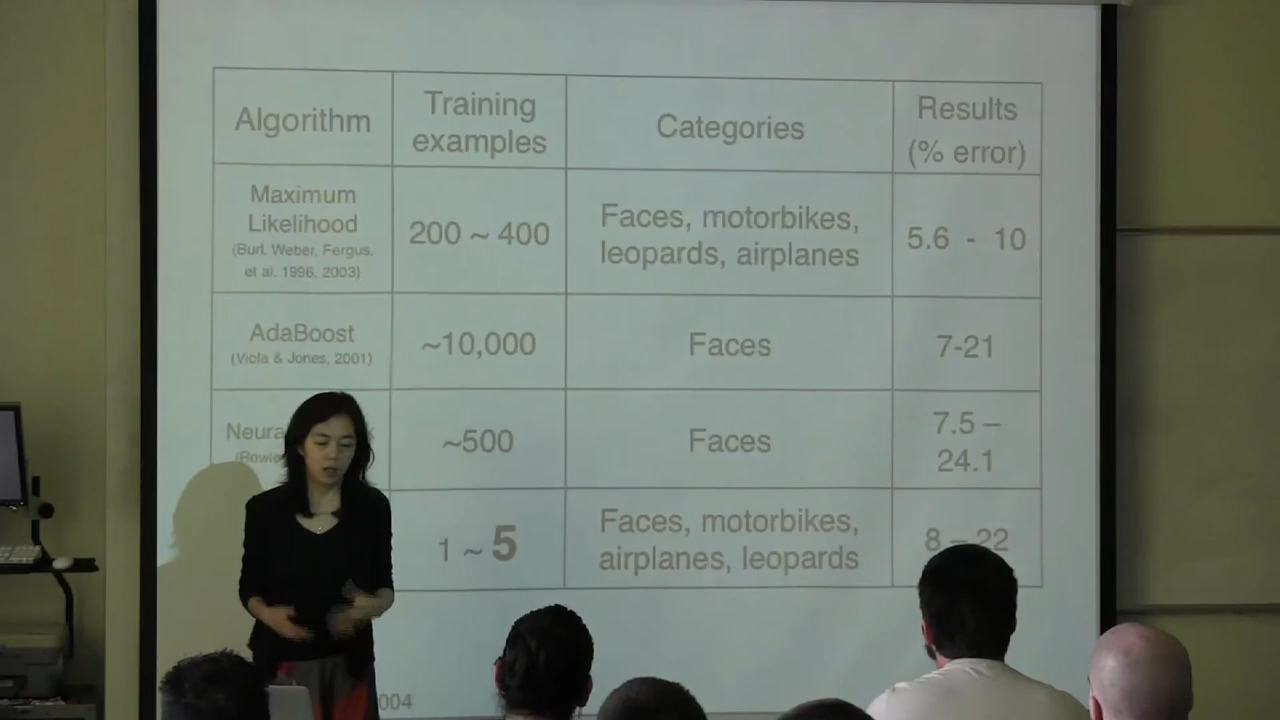 Algorithm
Training
examples
Categories
Results
(% error)
Maximum
Likelihood
(Burl, Weber, Fergus,
et al. 1996, 2003)
200 ~ 400
Faces, motorbikes,
leopards, airplanes
5.6 - 10
AdaBoost
(Viola & Jones, 2001)
~10,000
Faces
7-21
~500
Faces
7.5 –
24.1
1 ~ 5
Faces, motorbikes,
airplanes, leopards
8 – 22